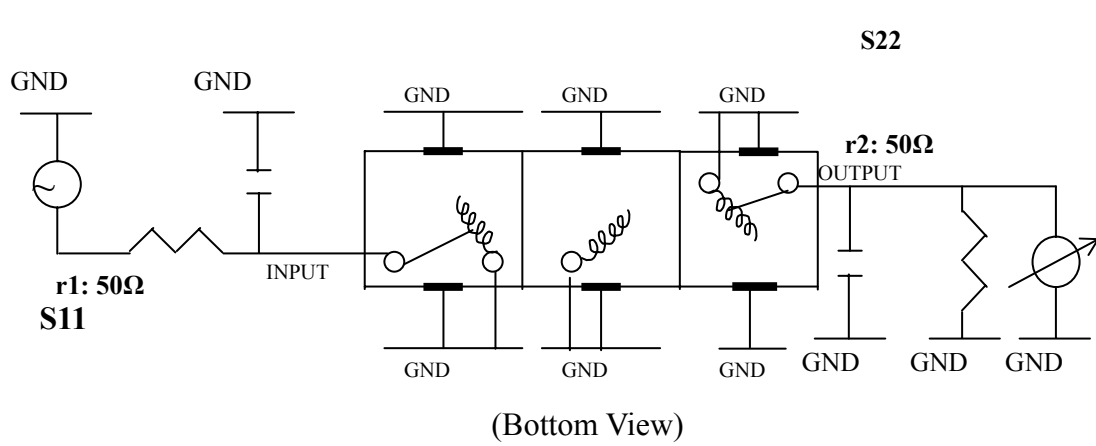 S22
GND
GND
GND
GND
GND
r2: 50Ω
OUTPUT
INPUT
r1: 50Ω
S11
GND
GND
GND
GND
GND
GND
(Bottom View)